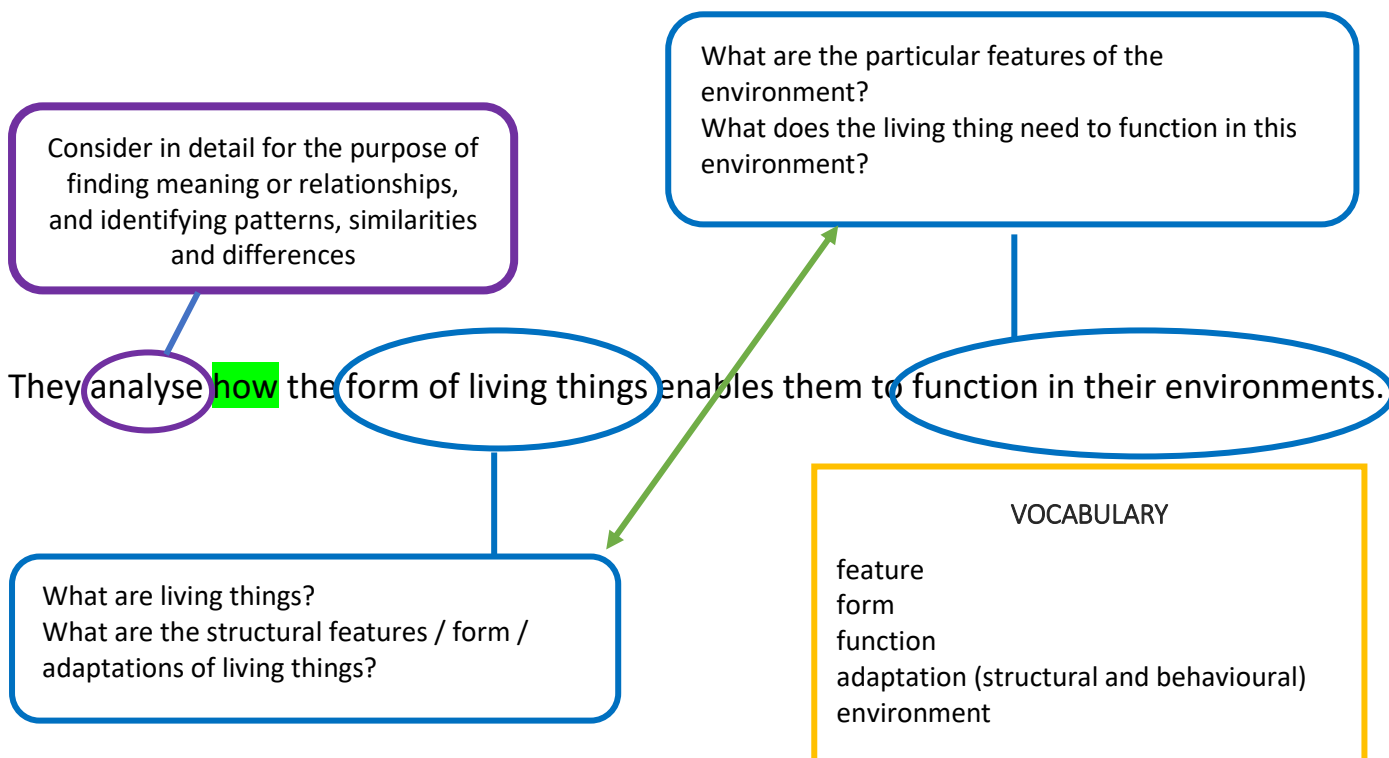 What are the particular features of the
environment?
What does the living thing need to function in this
environment?
Consider in detail for the purpose of
finding meaning or relationships,
and identifying patterns, similarities
and differences
They analyse how the form of living things enables them to function in their environments.
What are living things?
What are the structural features / form /
adaptations of living things?
VOCABULARY
feature
form
function
adaptation (structural and behavioural)
environment